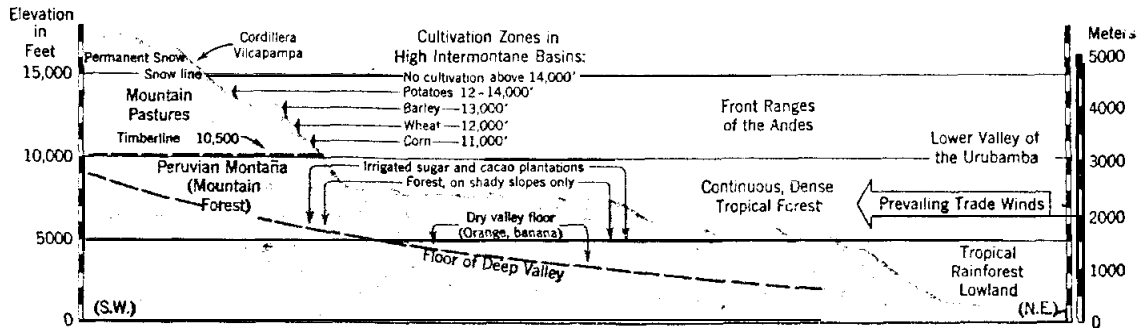 Elevation
in
Feet
Meters
Cordillera
Vilcapampa
Cultivation Zones in
High Intermontane Basins:
Permanent Snow
Snow line
15,000
5000
No cultivation above 14,000'
Potatoes 12-14,000'
Barley—13,000'
Wheat—12,000'
Corn—11,000'
Mountain
Pastures
Front Ranges
of the Andes
4000
Timberline 10,500
Lower Valley of
the Urubamba
10,000
3000
Peruvian Montaña
(Mountain
Forest)
Irrigated sugar and cacao plantations
Forest, on shady slopes only
Continuous, Dense
Tropical Forest
Prevailing Trade Winds
2000
Dry valley floor
(Orange, banana)
5000
Floor of Deep Valley
Tropical
Rainforest
Lowland
1000
(S.W.)
(N.E.)
0
0